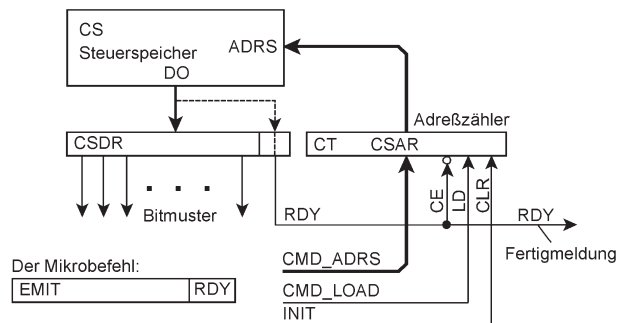 CS
Steuerspeicher
ADRS
DO
Adreßzähler
CSDR
CT CSAR
CE
LD
CLR
Bitmuster
RDY
RDY
Fertigmeldung
Der Mikrobefehl:
CMD_ADRS
EMIT RDY
CMD_LOAD
INIT